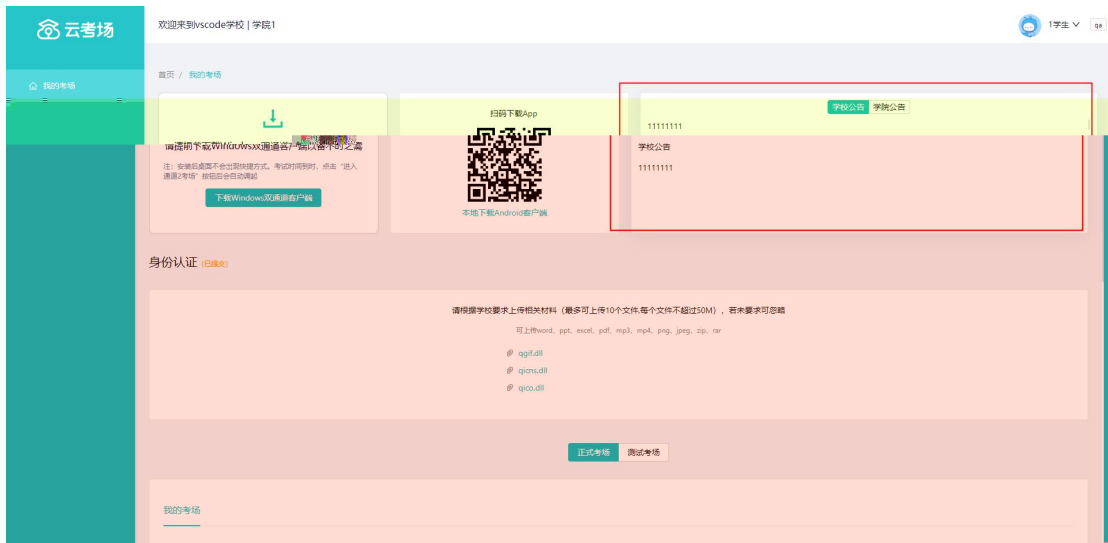 云考场
欢迎来到vscode学校 | 学院1
1学生
qa
我的考场
首页 / 我的考场
扫码下载App
学校公告 学院公告
11111111
请提前下载Windows双通道客户端以备不时之需
学校公告
注：安装后桌面不会出现快捷方式。考试时间到时，点击“进入
通道2考场”按钮后会自动调起
11111111
下载Windows双通道客户端
本地下载Android客户端
身份认证 (已提交)
请根据学校要求上传相关材料（最多可上传10个文件,每个文件不超过50M），若未要求可忽略
可上传word、ppt、excel、pdf、mp3、mp4、png、jpeg、zip、rar
qgif.dll
qicns.dll
qico.dll
正式考场 测试考场
我的考场